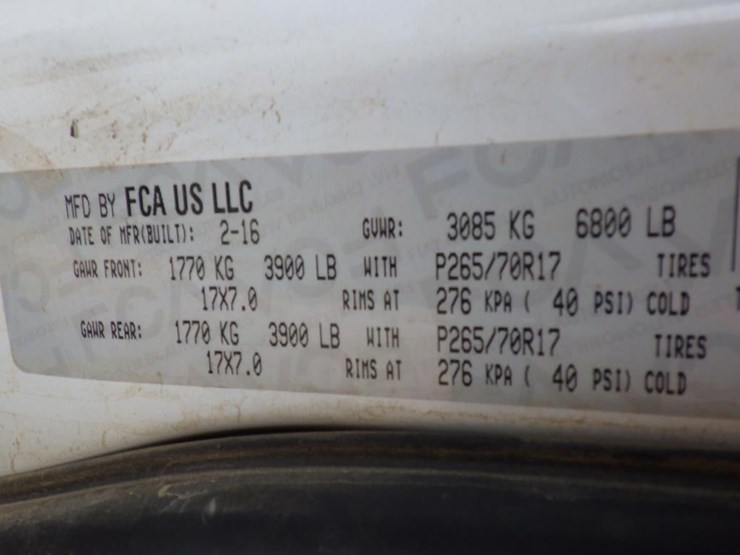 MFD BY FCA US LLC
DATE OF MFR(BUILT): 2-16 GVWR: 3085 KG 6800 LB
GAWR FRONT: 1770 KG 3900 LB WITH P265/70R17 TIRES
17X7.0 RIMS AT 276 KPA ( 40 PSI) COLD
GAWR REAR: 1770 KG 3900 LB WITH P265/70R17 TIRES
17X7.0 RIMS AT 276 KPA ( 40 PSI) COLD